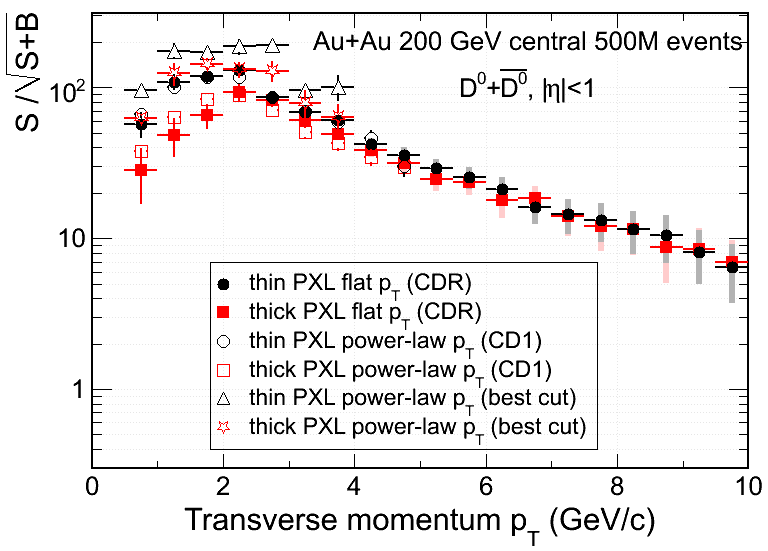 S /√S+B
Au+Au 200 GeV central 500M events
D⁰+D̅⁰, |η|<1
10²
10
1
thin PXL flat p_T (CDR)
thick PXL flat p_T (CDR)
thin PXL power-law p_T (CD1)
thick PXL power-law p_T (CD1)
thin PXL power-law p_T (best cut)
thick PXL power-law p_T (best cut)
0 2 4 6 8 10
Transverse momentum p_T (GeV/c)